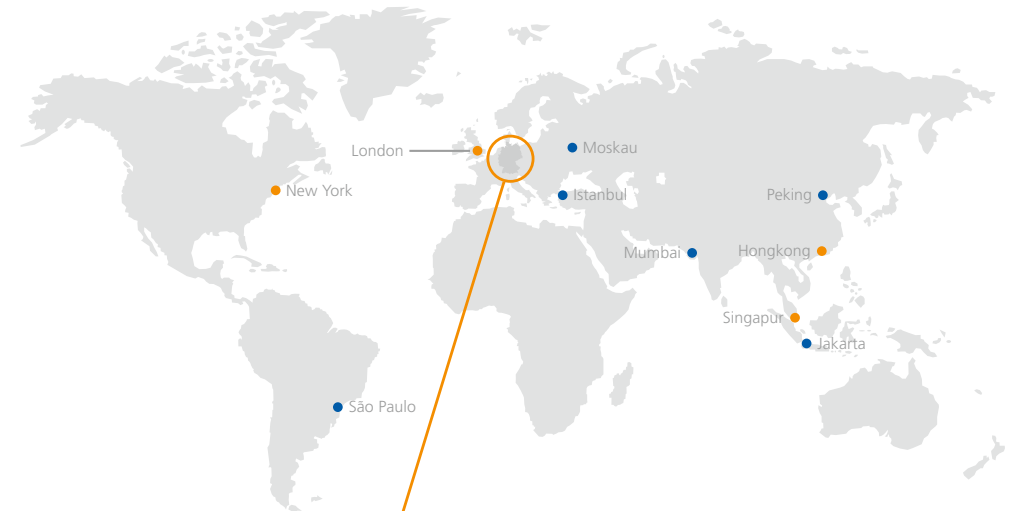 London
Moskau
New York
Istanbul
Peking
Mumbai
Hongkong
Singapur
Jakarta
São Paulo